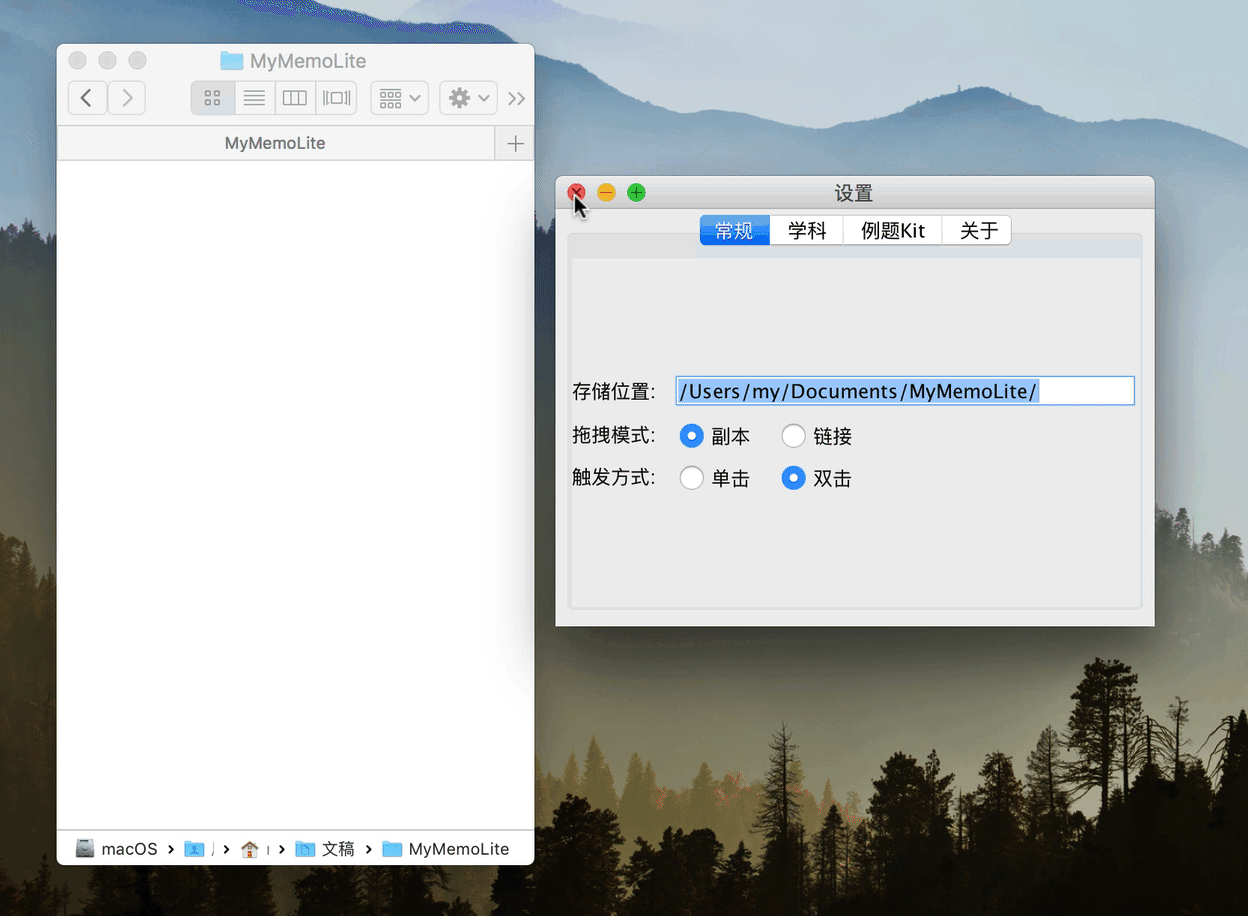 MyMemoLite
MyMemoLite
macOS
文稿
MyMemoLite
设置
常规 学科 例题Kit 关于
存储位置: /Users/my/Documents/MyMemoLite/
拖拽模式: 副本 链接
触发方式: 单击 双击